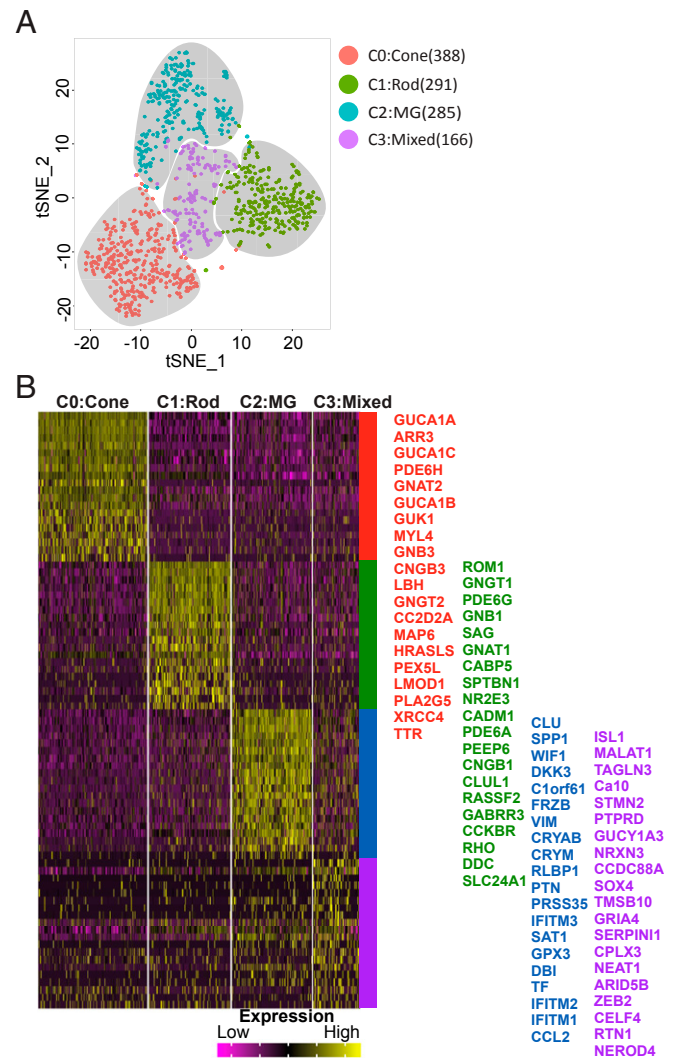 A
C0:Cone(388)
C1:Rod(291)
C2:MG(285)
C3:Mixed(166)
tSNE_2
20
10
0
-10
-20
-20
-10
0
10
20
tSNE_1
B
C0:Cone
C1:Rod
C2:MG
C3:Mixed
GUCA1A
ARR3
GUCA1C
PDE6H
GNAT2
GUCA1B
GUK1
MYL4
GNB3
CNGB3
LBH
GNGT2
CC2D2A
MAP6
HRASLS
PEX5L
LMOD1
PLA2G5
XRCC4
TTR
ROM1
GNGT1
PDE6G
GNB1
SAG
GNAT1
CABP5
SPTBN1
NR2E3
CADM1
PDE6A
PEEP6
CNGB1
CLUL1
RASSF2
GABRR3
CCKBR
RHO
DDC
SLC24A1
CLU
SPP1
WIF1
DKK3
C1orf61
FRZB
VIM
CRYAB
CRYM
RLBP1
PTN
PRSS35
IFITM3
SAT1
GPX3
DBI
TF
IFITM2
IFITM1
CCL2
ISL1
MALAT1
TAGLN3
Ca10
STMN2
PTPRD
GUCY1A3
NRXN3
CCDC88A
SOX4
TMSB10
GRIA4
SERPINI1
CPLX3
NEAT1
ARID5B
ZEB2
CELF4
RTN1
NEROD4
Expression
Low
High